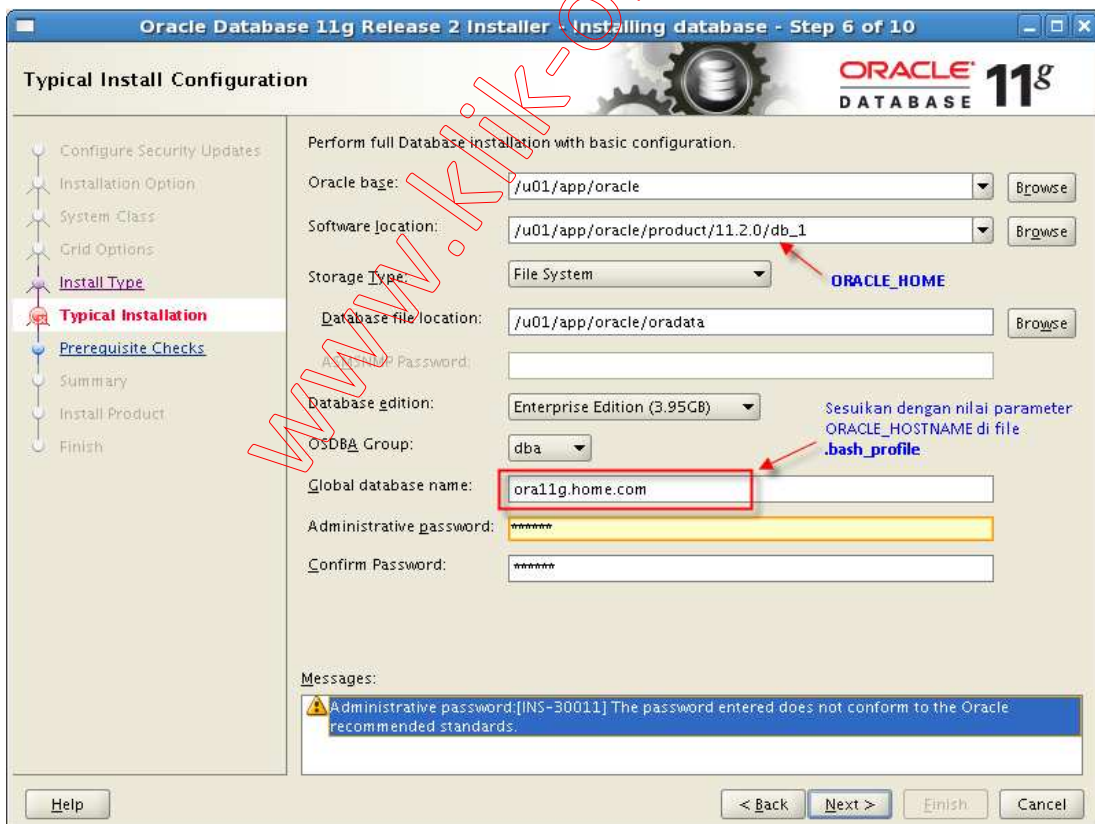 Oracle Database 11g Release 2 Installer - Installing database - Step 6 of 10
Typical Install Configuration
ORACLE
DATABASE
11g
Configure Security Updates
Installation Option
System Class
Grid Options
Install Type
Typical Installation
Prerequisite Checks
Summary
Install Product
Finish
Perform full Database installation with basic configuration.
Oracle base: /u01/app/oracle Browse
Software location: /u01/app/oracle/product/11.2.0/db_1 Browse
ORACLE_HOME
Storage Type: File System
Database file location: /u01/app/oracle/oradata Browse
ASMSNMP Password:
Database edition: Enterprise Edition (3.95GB)
OSDBA Group: dba
Sesuikan dengan nilai parameter
ORACLE_HOSTNAME di file
.bash_profile
Global database name: ora11g.home.com
Administrative password: ******
Confirm Password: ******
Messages:
Administrative password:[INS-30011] The password entered does not conform to the Oracle
recommended standards.
Help < Back Next > Finish Cancel
www.klik-o